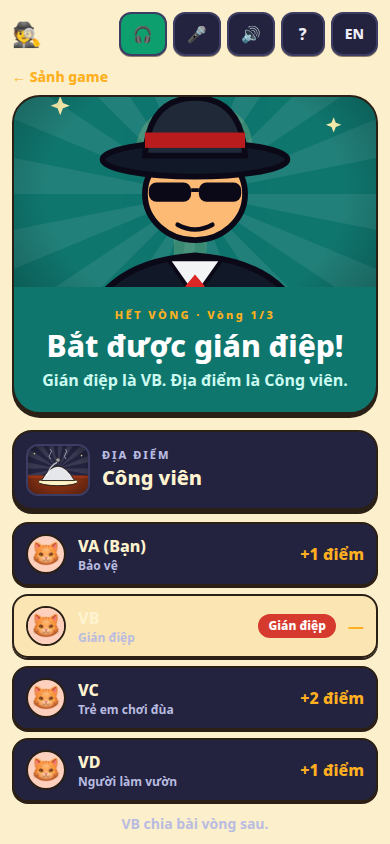 ? EN
← Sảnh game
HẾT VÒNG · Vòng 1/3
Bắt được gián điệp!
Gián điệp là VB. Địa điểm là Công viên.
ĐỊA ĐIỂM
Công viên
VA (Bạn)
Bảo vệ
+1 điểm
VB
Gián điệp
Gián điệp —
VC
Trẻ em chơi đùa
+2 điểm
VD
Người làm vườn
+1 điểm
VB chia bài vòng sau.